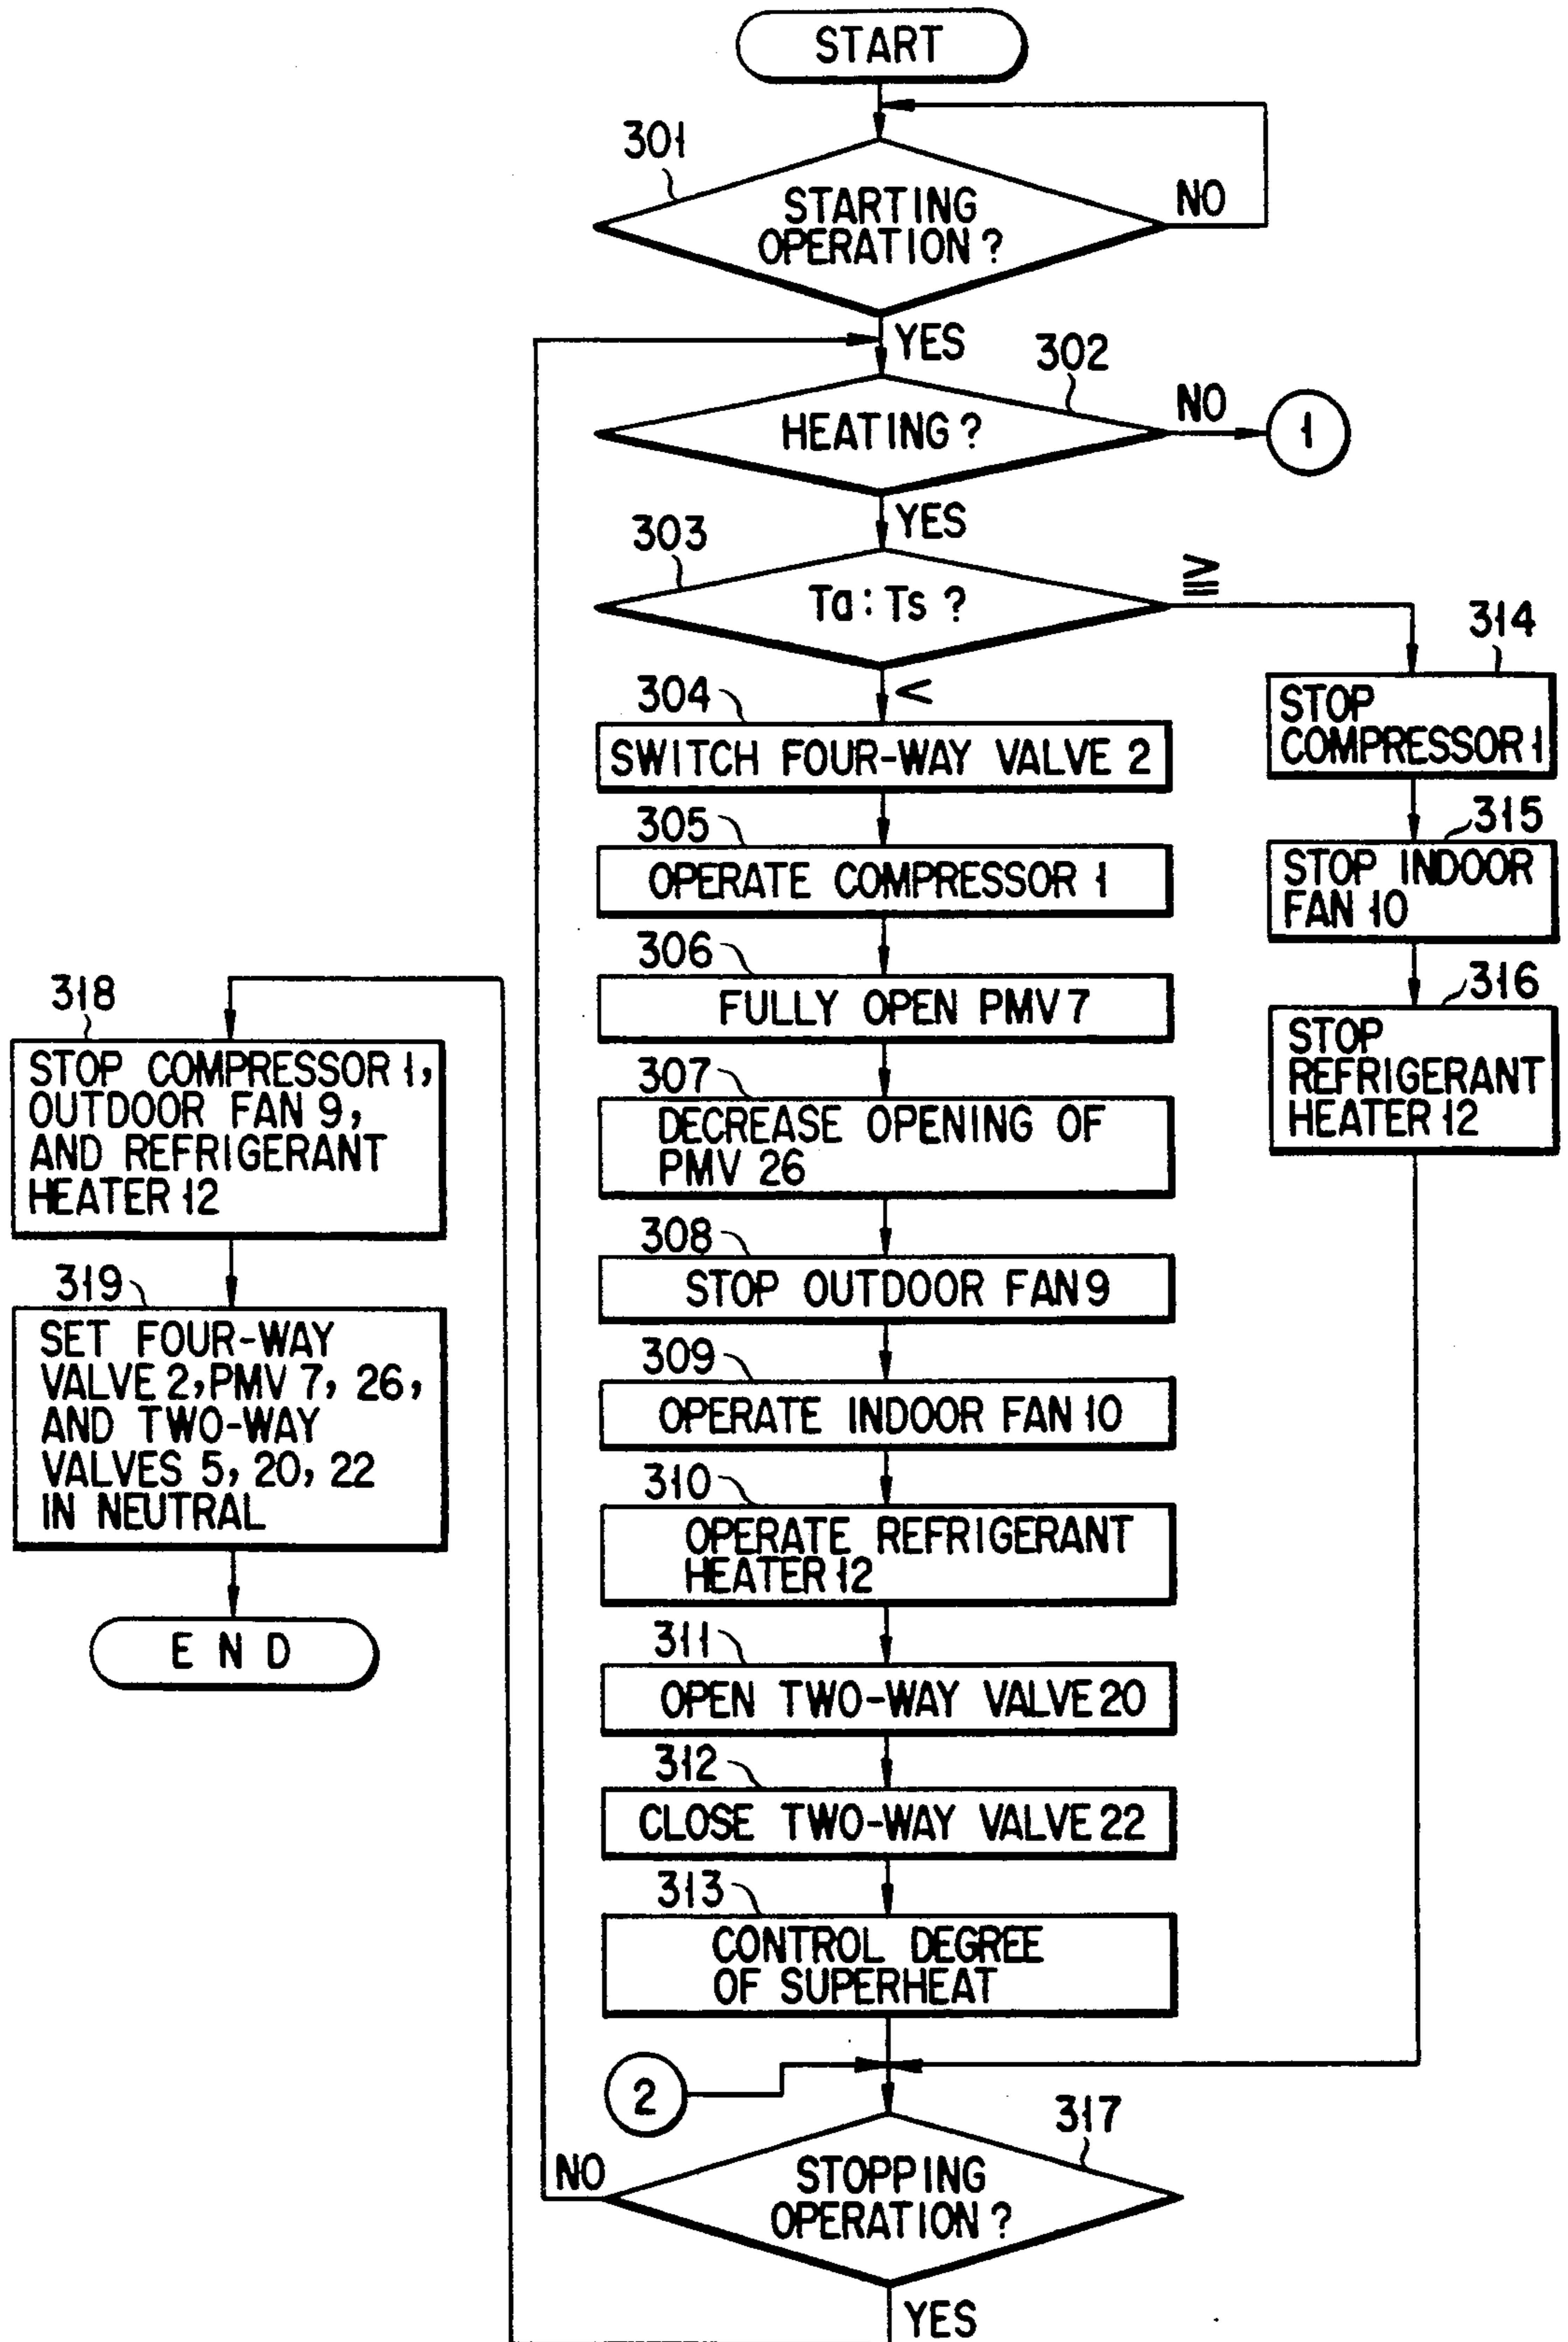 START
301
STARTING
OPERATION?
NO
YES
302
HEATING?
NO
1
YES
303
Ta:Ts?
≧
<
304
SWITCH FOUR-WAY VALVE 2
305
OPERATE COMPRESSOR 1
306
FULLY OPEN PMV 7
307
DECREASE OPENING OF
PMV 26
308
STOP OUTDOOR FAN 9
309
OPERATE INDOOR FAN 10
310
OPERATE REFRIGERANT
HEATER 12
311
OPEN TWO-WAY VALVE 20
312
CLOSE TWO-WAY VALVE 22
313
CONTROL DEGREE
OF SUPERHEAT
314
STOP
COMPRESSOR 1
315
STOP INDOOR
FAN 10
316
STOP
REFRIGERANT
HEATER 12
2
317
STOPPING
OPERATION?
NO
YES
318
STOP COMPRESSOR 1,
OUTDOOR FAN 9,
AND REFRIGERANT
HEATER 12
319
SET FOUR-WAY
VALVE 2, PMV 7, 26,
AND TWO-WAY
VALVES 5, 20, 22
IN NEUTRAL
END